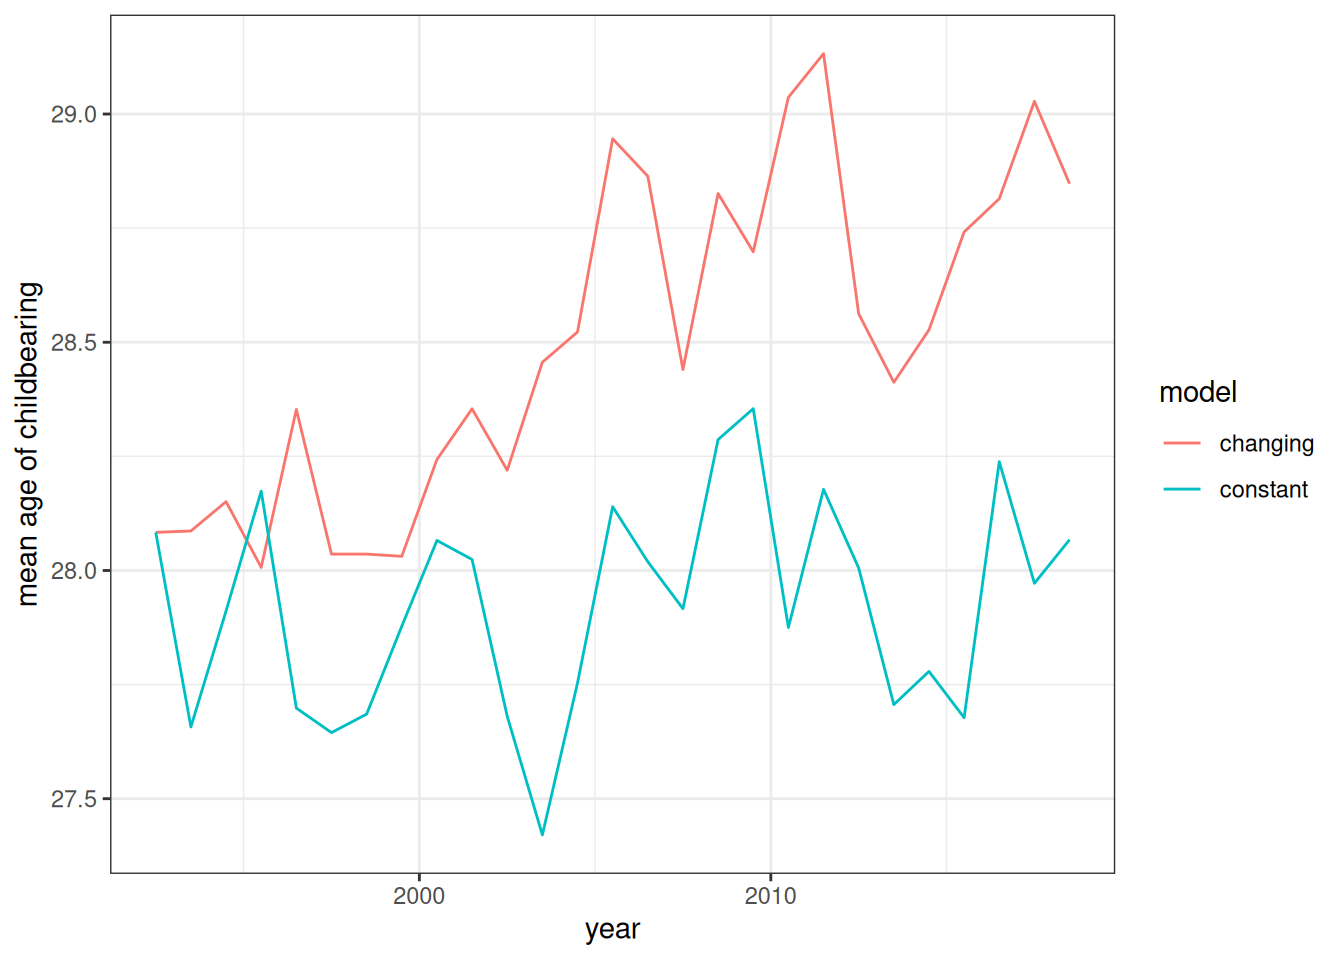 29.0
28.5
28.0
27.5
mean age of childbearing
2000
2010
year
model
changing
constant